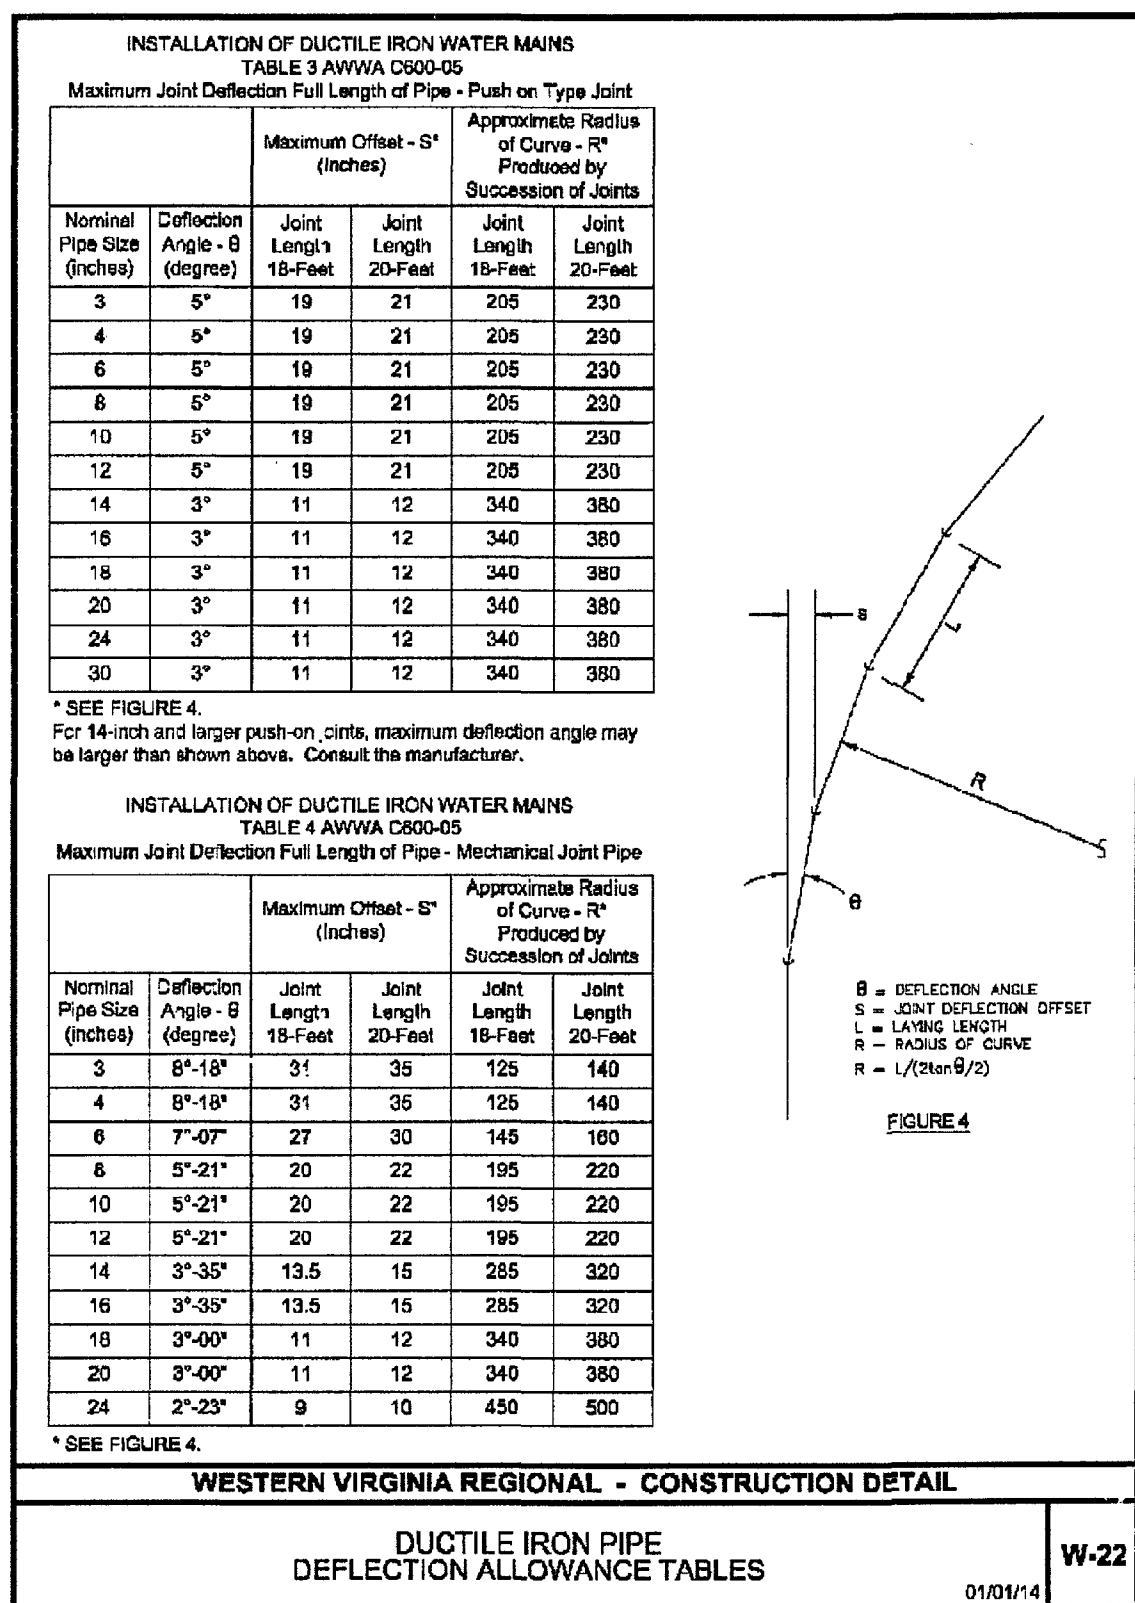 INSTALLATION OF DUCTILE IRON WATER MAINS
TABLE 3 AWWA C600-05
Maximum Joint Deflection Full Length of Pipe - Push on Type Joint
Maximum Offset - S* (Inches) Approximate Radius of Curve - R* Produced by Succession of Joints
Nominal Pipe Size (inches) Deflection Angle - θ (degree) Joint Length 18-Feet Joint Length 20-Feet Joint Length 18-Feet Joint Length 20-Feet
3 5° 19 21 205 230
4 5° 19 21 205 230
6 5° 19 21 205 230
8 5° 19 21 205 230
10 5° 19 21 205 230
12 5° 19 21 205 230
14 3° 11 12 340 380
16 3° 11 12 340 380
18 3° 11 12 340 380
20 3° 11 12 340 380
24 3° 11 12 340 380
30 3° 11 12 340 380
* SEE FIGURE 4.
For 14-inch and larger push-on joints, maximum deflection angle may
be larger than shown above. Consult the manufacturer.
INSTALLATION OF DUCTILE IRON WATER MAINS
TABLE 4 AWWA C600-05
Maximum Joint Deflection Full Length of Pipe - Mechanical Joint Pipe
Maximum Offset - S* (Inches) Approximate Radius of Curve - R* Produced by Succession of Joints
Nominal Pipe Size (inches) Deflection Angle - θ (degree) Joint Length 18-Feet Joint Length 20-Feet Joint Length 18-Feet Joint Length 20-Feet
3 8°-18" 31 35 125 140
4 8°-18" 31 35 125 140
6 7°-07" 27 30 145 160
8 5°-21" 20 22 195 220
10 5°-21" 20 22 195 220
12 5°-21" 20 22 195 220
14 3°-35" 13.5 15 285 320
16 3°-35" 13.5 15 285 320
18 3°-00" 11 12 340 380
20 3°-00" 11 12 340 380
24 2°-23" 9 10 450 500
* SEE FIGURE 4.
S
L
R
θ
θ = DEFLECTION ANGLE
S = JOINT DEFLECTION OFFSET
L = LAYING LENGTH
R = RADIUS OF CURVE
R = L/(2tanθ/2)
FIGURE 4
WESTERN VIRGINIA REGIONAL - CONSTRUCTION DETAIL
DUCTILE IRON PIPE
DEFLECTION ALLOWANCE TABLES
01/01/14
W-22